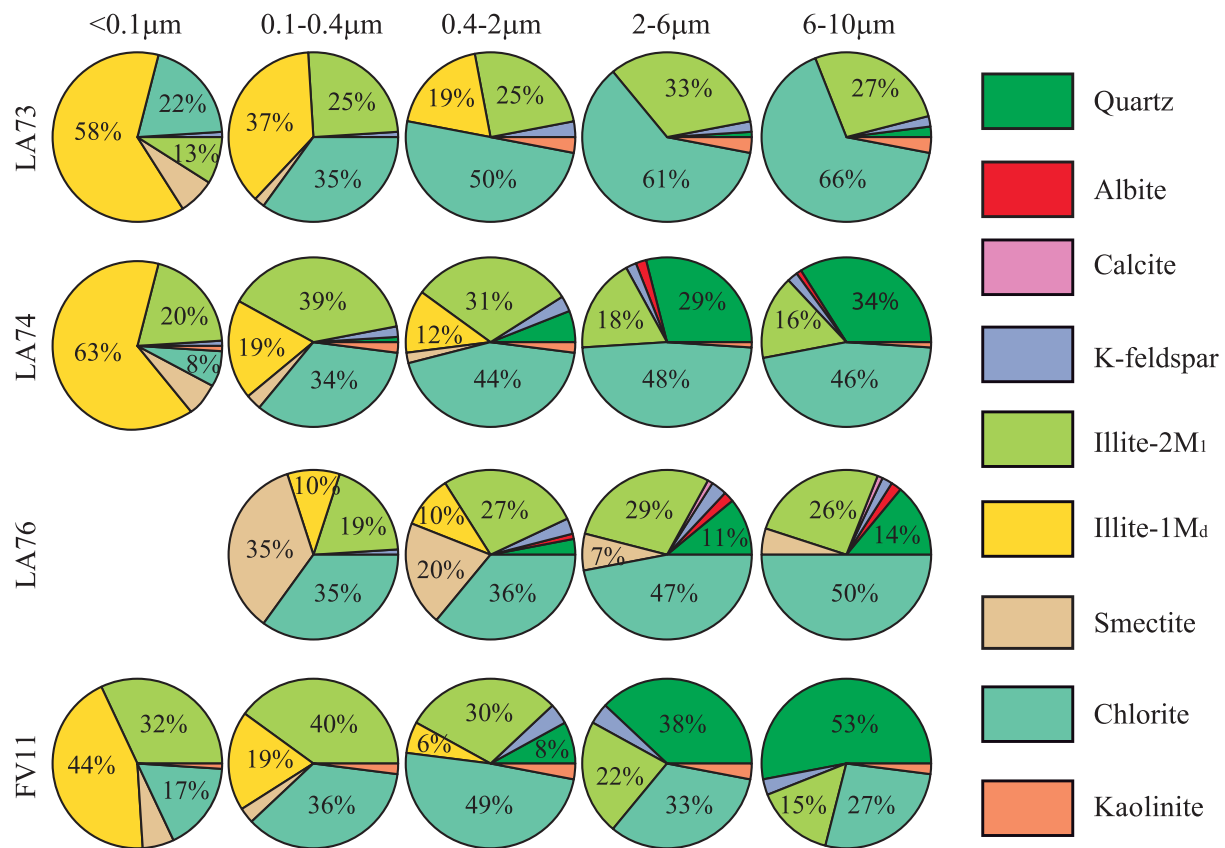 <0.1μm 0.1-0.4μm 0.4-2μm 2-6μm 6-10μm
LA73
58% 22% 13%
37% 25% 35%
19% 25% 50%
33% 61%
27% 66%
LA74
63% 20% 8%
39% 19% 34%
31% 12% 44%
29% 18% 48%
34% 16% 46%
LA76
10% 19% 35% 35%
27% 10% 20% 36%
29% 11% 7% 47%
26% 14% 50%
FV11
32% 44% 17%
40% 19% 36%
30% 6% 8% 49%
38% 22% 33%
53% 15% 27%
Quartz
Albite
Calcite
K-feldspar
Illite-2M₁
Illite-1Md
Smectite
Chlorite
Kaolinite